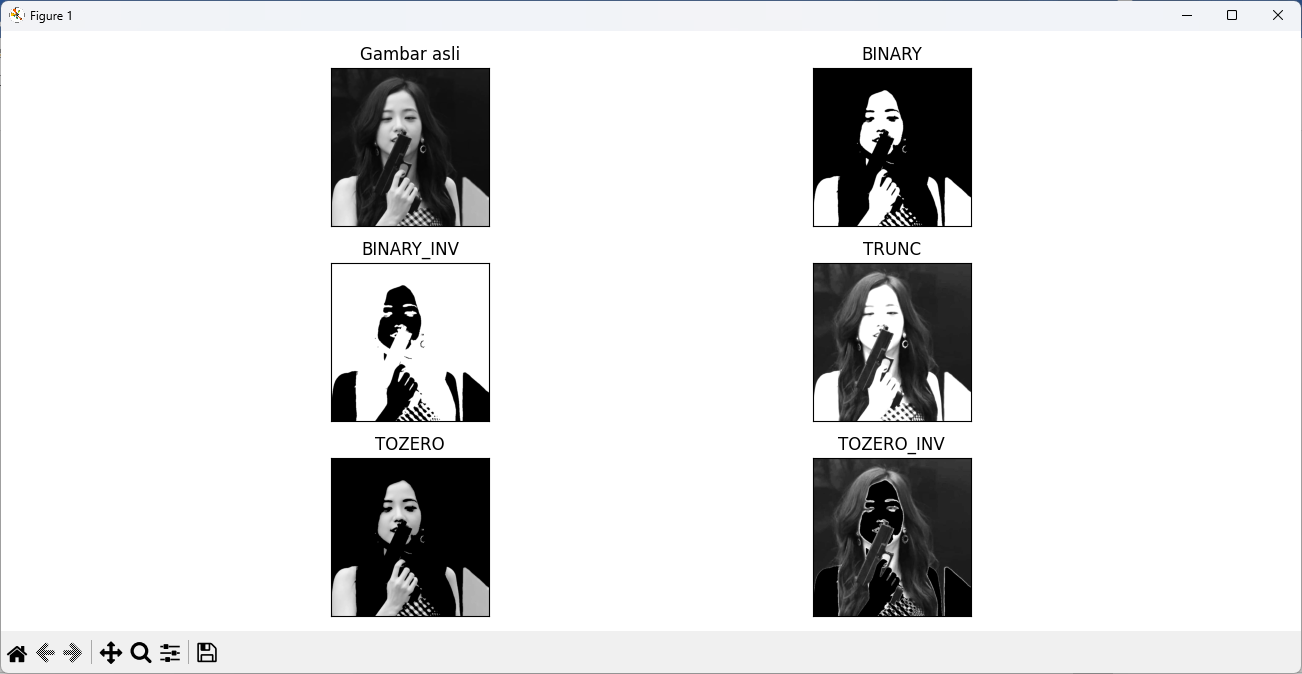 Figure 1
Gambar asli
BINARY
BINARY_INV
TRUNC
TOZERO
TOZERO_INV